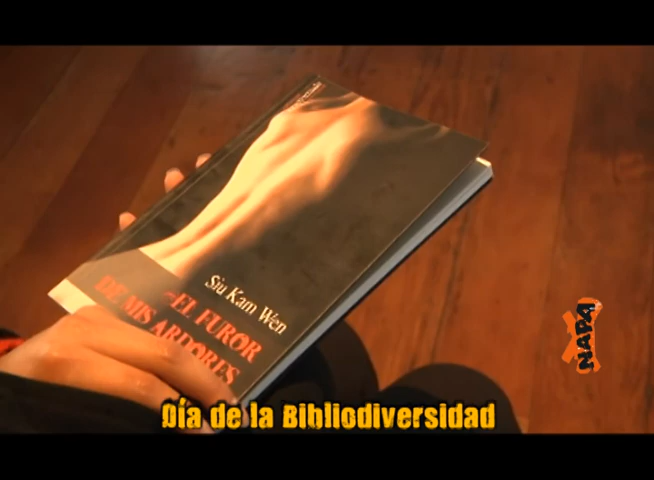 Siu Kam Wen
EL FUROR
DE MIS ARDORES
NAPA
Día de la Bibliodiversidad